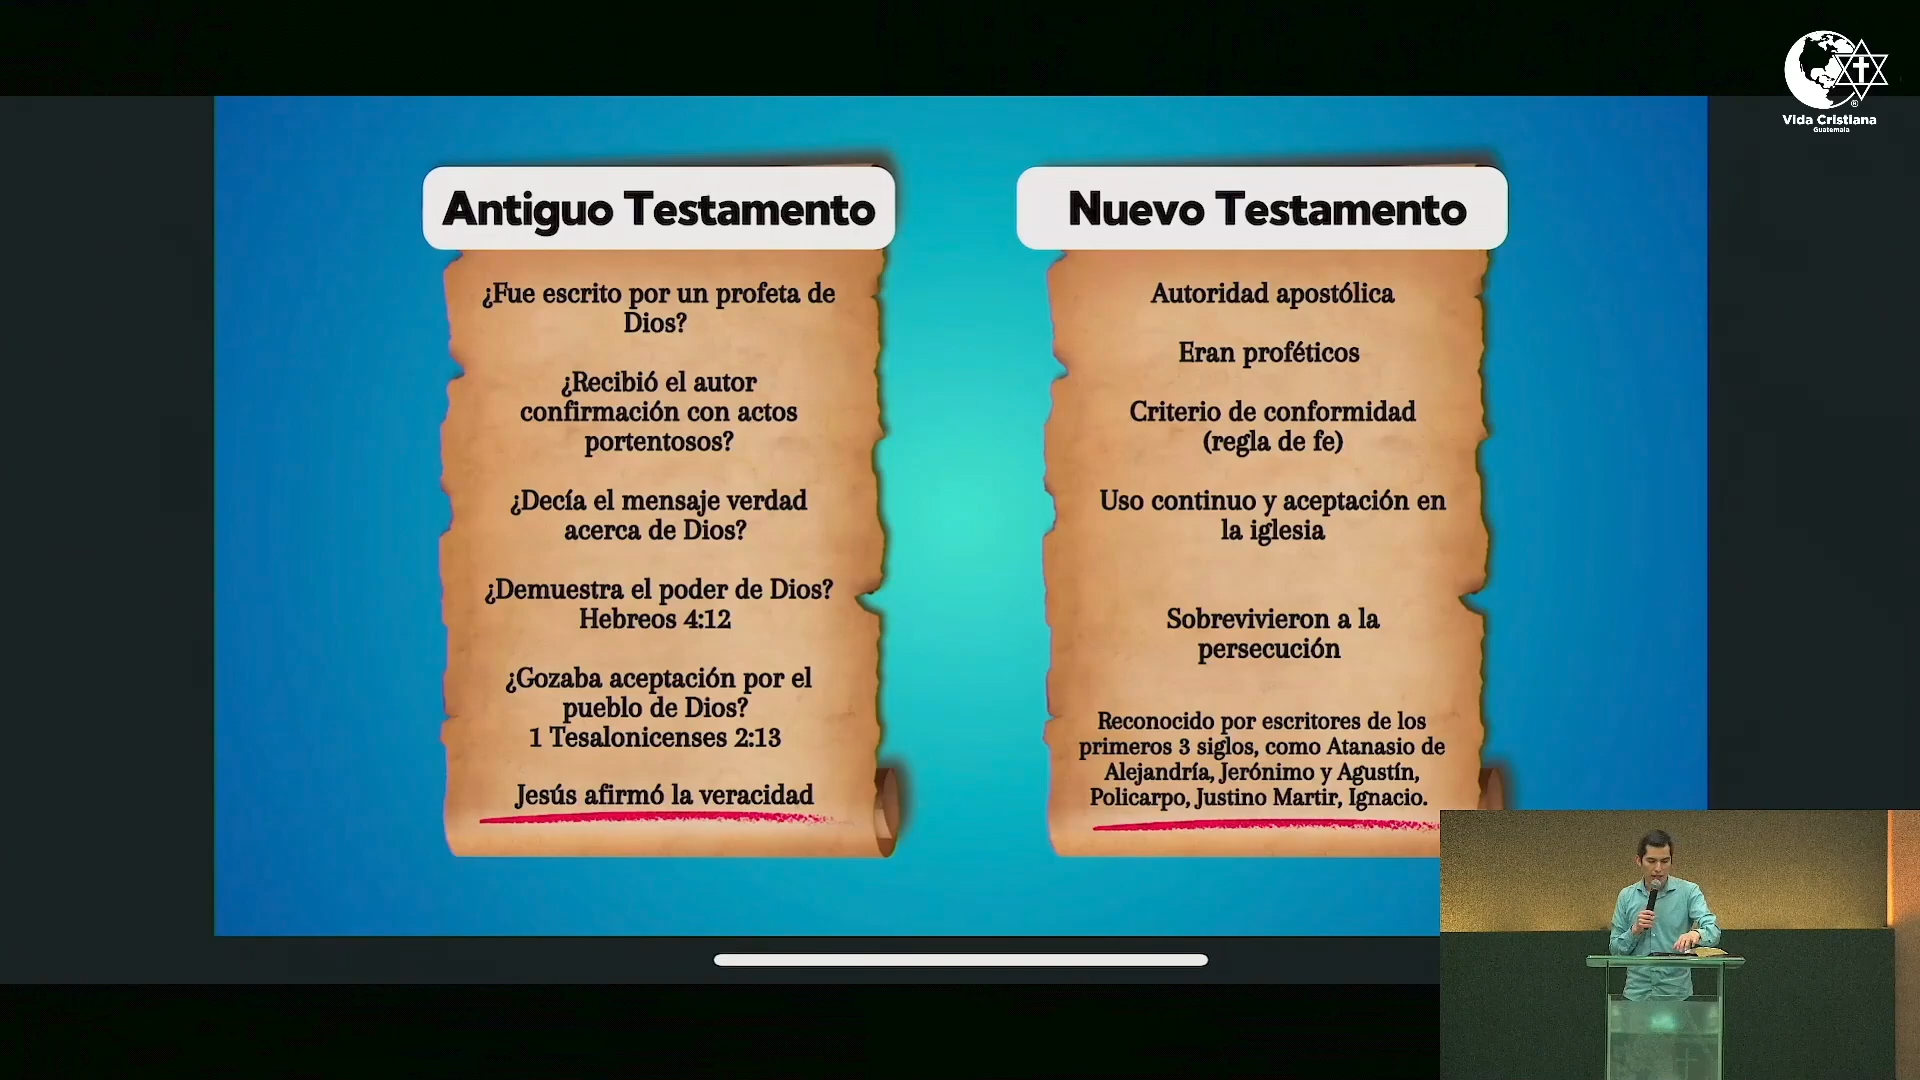 Vida Cristiana
Guatemala
Antiguo Testamento
¿Fue escrito por un profeta de
Dios?
¿Recibió el autor
confirmación con actos
portentosos?
¿Decía el mensaje verdad
acerca de Dios?
¿Demuestra el poder de Dios?
Hebreos 4:12
¿Gozaba aceptación por el
pueblo de Dios?
1 Tesalonicenses 2:13
Jesús afirmó la veracidad
Nuevo Testamento
Autoridad apostólica
Eran proféticos
Criterio de conformidad
(regla de fe)
Uso continuo y aceptación en
la iglesia
Sobrevivieron a la
persecución
Reconocido por escritores de los
primeros 3 siglos, como Atanasio de
Alejandría, Jerónimo y Agustín,
Policarpo, Justino Martir, Ignacio.